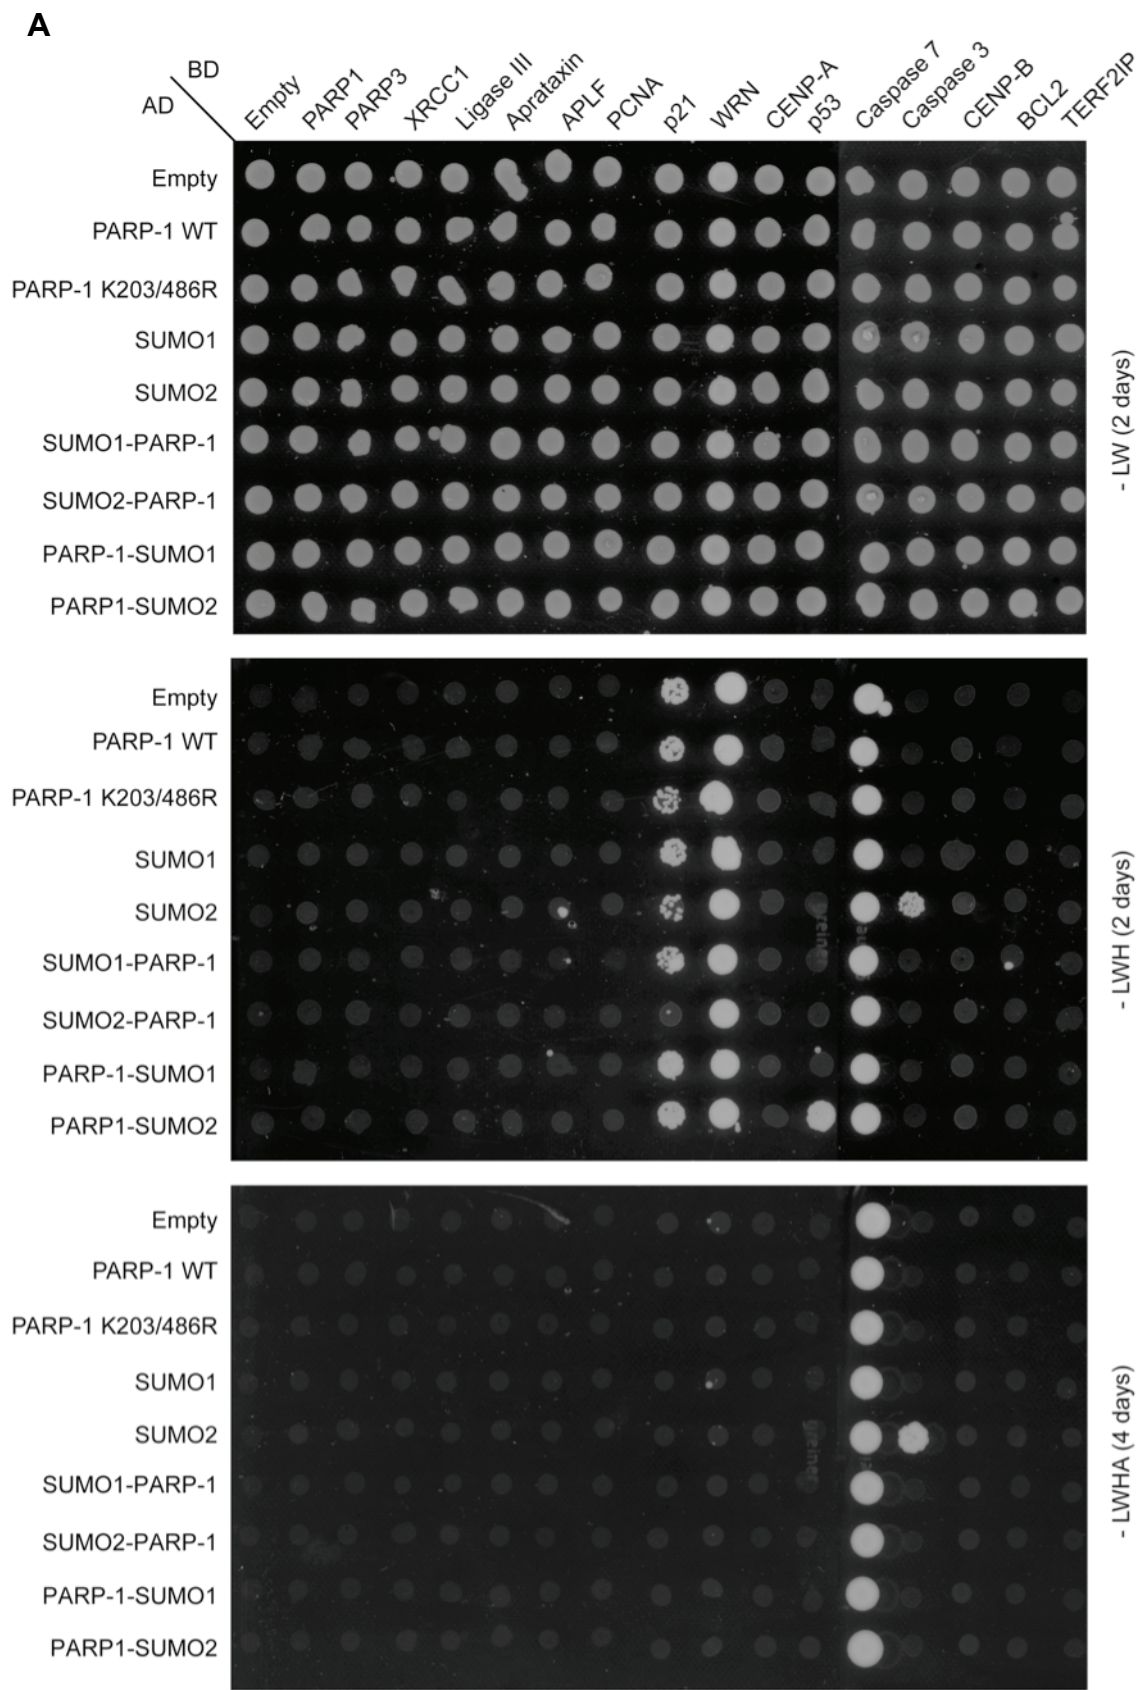 A
BD
AD
Empty
PARP1
PARP3
XRCC1
Ligase III
Aprataxin
APLF
PCNA
p21
WRN
CENP-A
p53
Caspase 7
Caspase 3
CENP-B
BCL2
TERF2IP
Empty
PARP-1 WT
PARP-1 K203/486R
SUMO1
SUMO2
SUMO1-PARP-1
SUMO2-PARP-1
PARP-1-SUMO1
PARP1-SUMO2
- LW (2 days)
Empty
PARP-1 WT
PARP-1 K203/486R
SUMO1
SUMO2
SUMO1-PARP-1
SUMO2-PARP-1
PARP-1-SUMO1
PARP1-SUMO2
greiner
- LWH (2 days)
Empty
PARP-1 WT
PARP-1 K203/486R
SUMO1
SUMO2
SUMO1-PARP-1
SUMO2-PARP-1
PARP-1-SUMO1
PARP1-SUMO2
greiner
- LWHA (4 days)